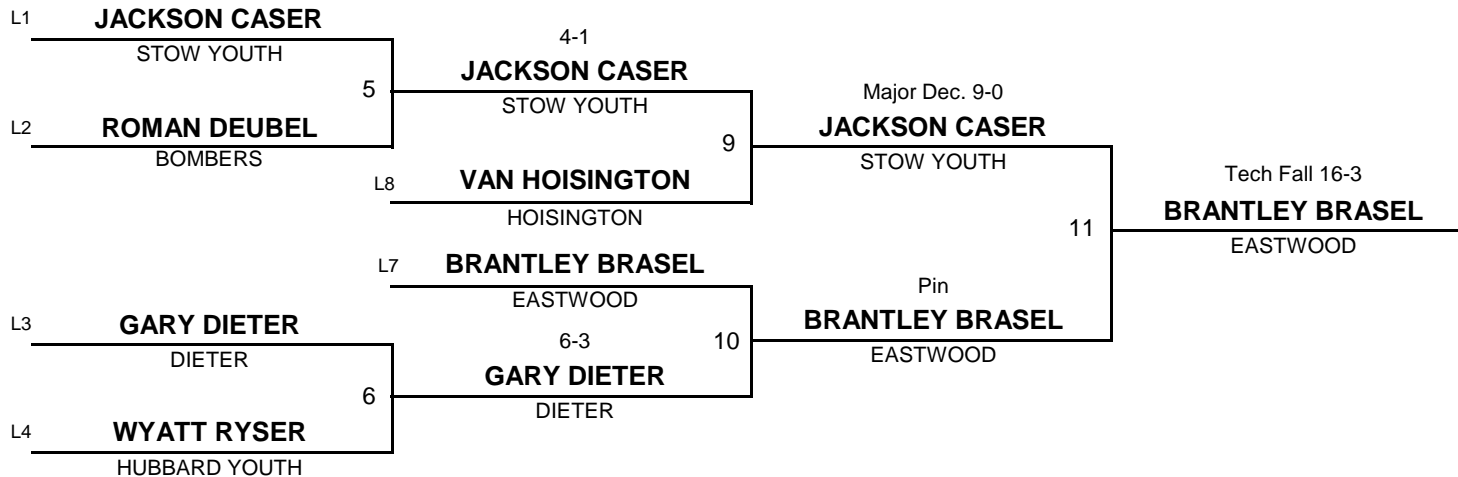 L1 JACKSON CASER
STOW YOUTH
5
L2 ROMAN DEUBEL
BOMBERS
4-1
JACKSON CASER
STOW YOUTH
9
L8 VAN HOISINGTON
HOISINGTON
Major Dec. 9-0
JACKSON CASER
STOW YOUTH
11
Tech Fall 16-3
BRANTLEY BRASEL
EASTWOOD
L7 BRANTLEY BRASEL
EASTWOOD
10
Pin
BRANTLEY BRASEL
EASTWOOD
L3 GARY DIETER
DIETER
6
6-3
GARY DIETER
DIETER
L4 WYATT RYSER
HUBBARD YOUTH